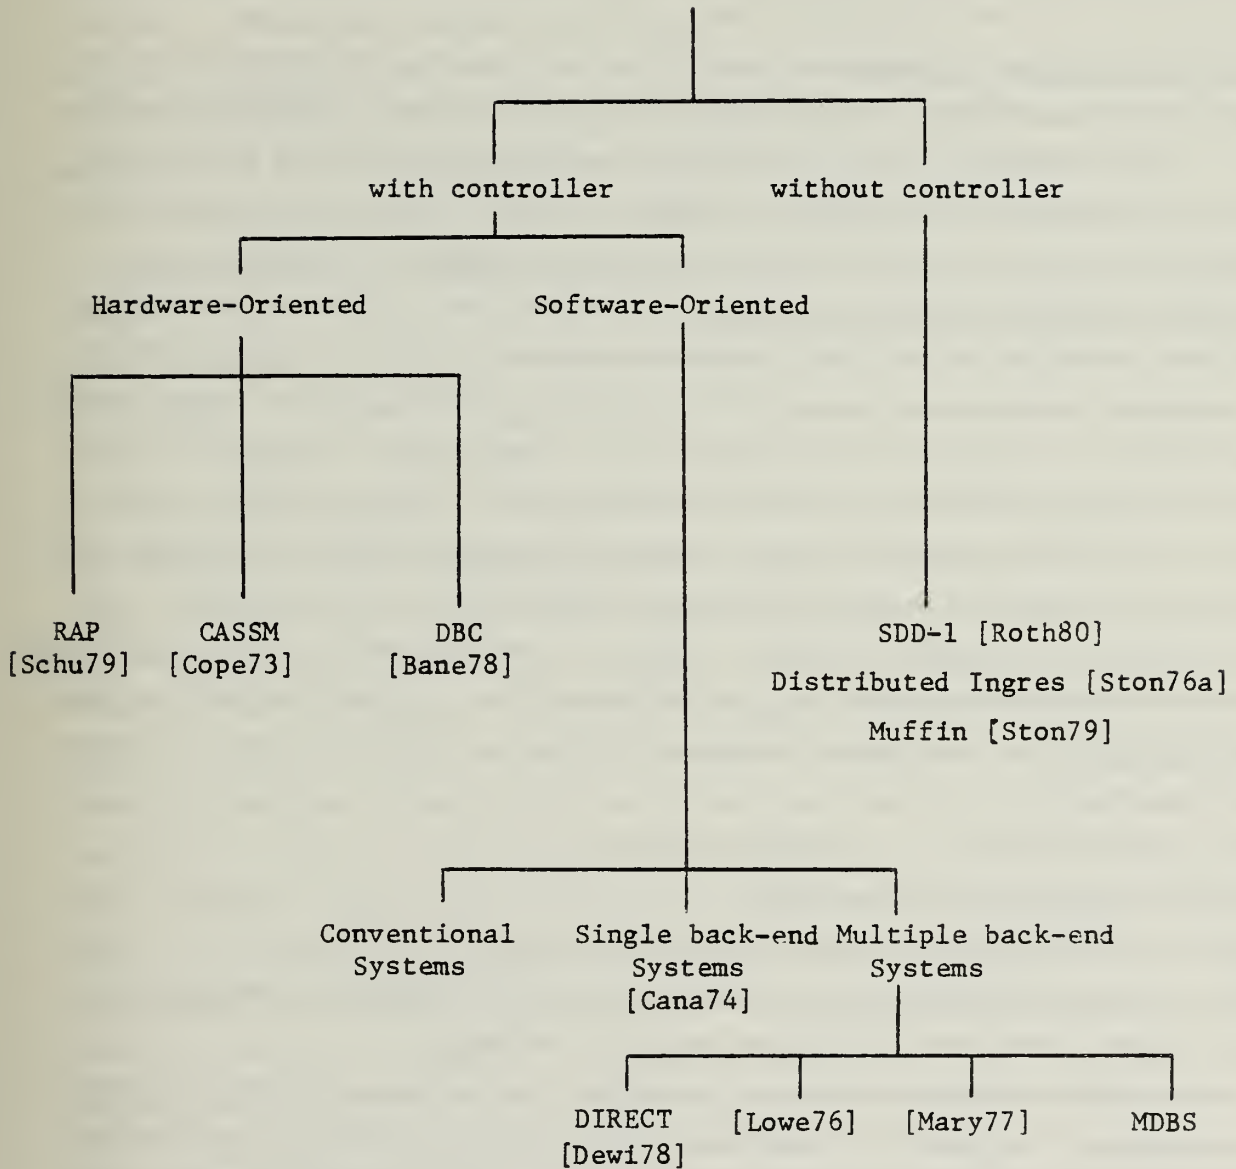 with controller
without controller
Hardware-Oriented
Software-Oriented
RAP
[Schu79]
CASSM
[Cope73]
DBC
[Bane78]
SDD-1 [Roth80]
Distributed Ingres [Ston76a]
Muffin [Ston79]
Conventional
Systems
Single back-end
Systems
[Cana74]
Multiple back-end
Systems
DIRECT
[Dewi78]
[Lowe76]
[Mary77]
MDBS